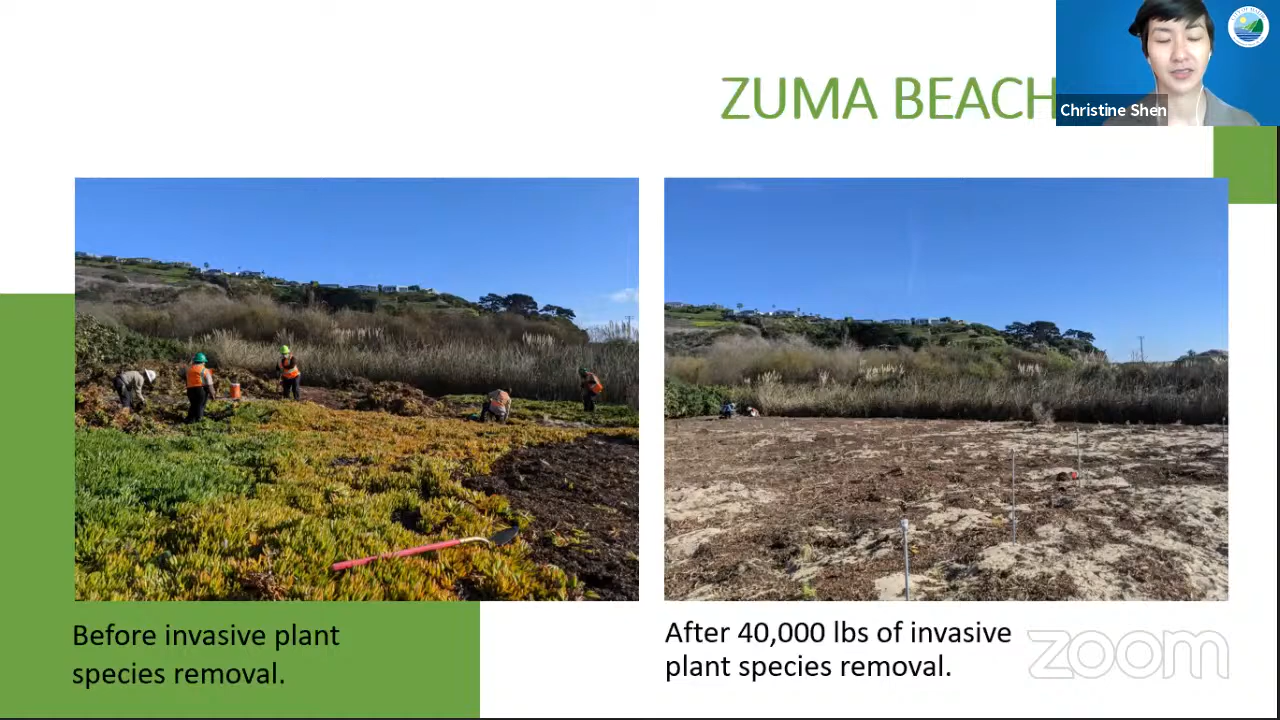 ZUMA BEACH
Christine Shen
Before invasive plant
species removal.
After 40,000 lbs of invasive
plant species removal.
zoom